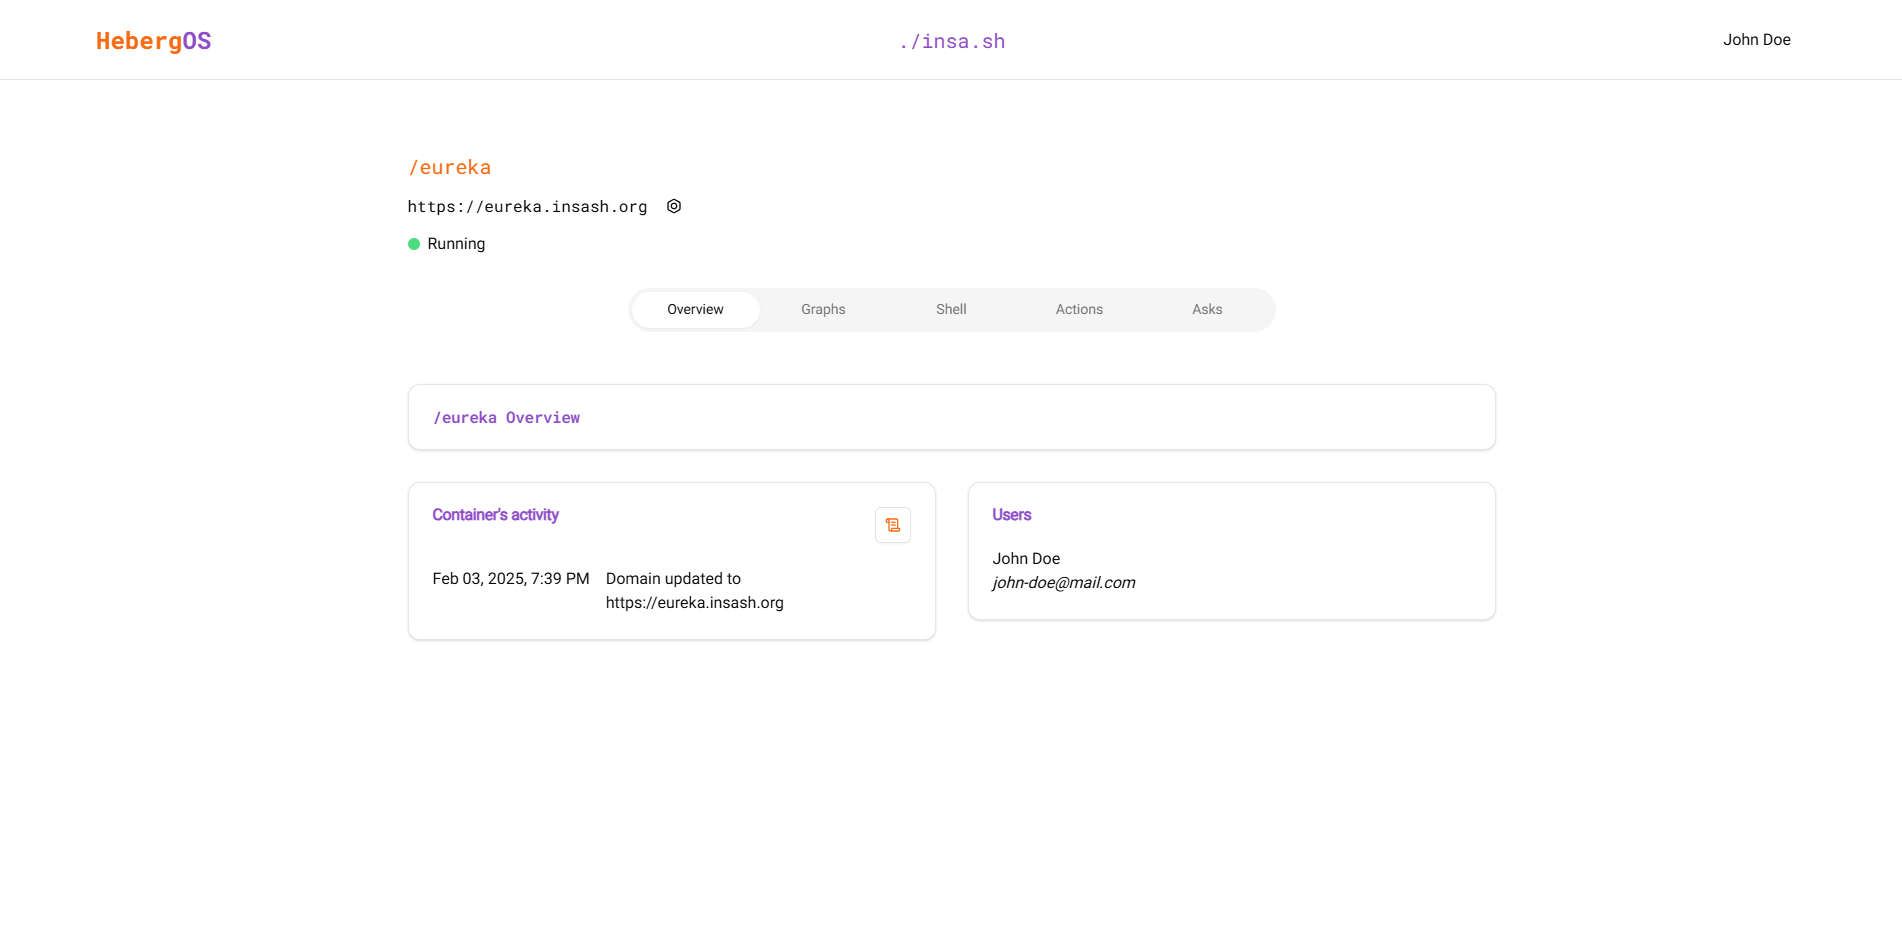 HebergOS
./insa.sh
John Doe
/eureka
https://eureka.insash.org
Running
Overview
Graphs
Shell
Actions
Asks
/eureka Overview
Container's activity
Feb 03, 2025, 7:39 PM
Domain updated to
https://eureka.insash.org
Users
John Doe
john-doe@mail.com